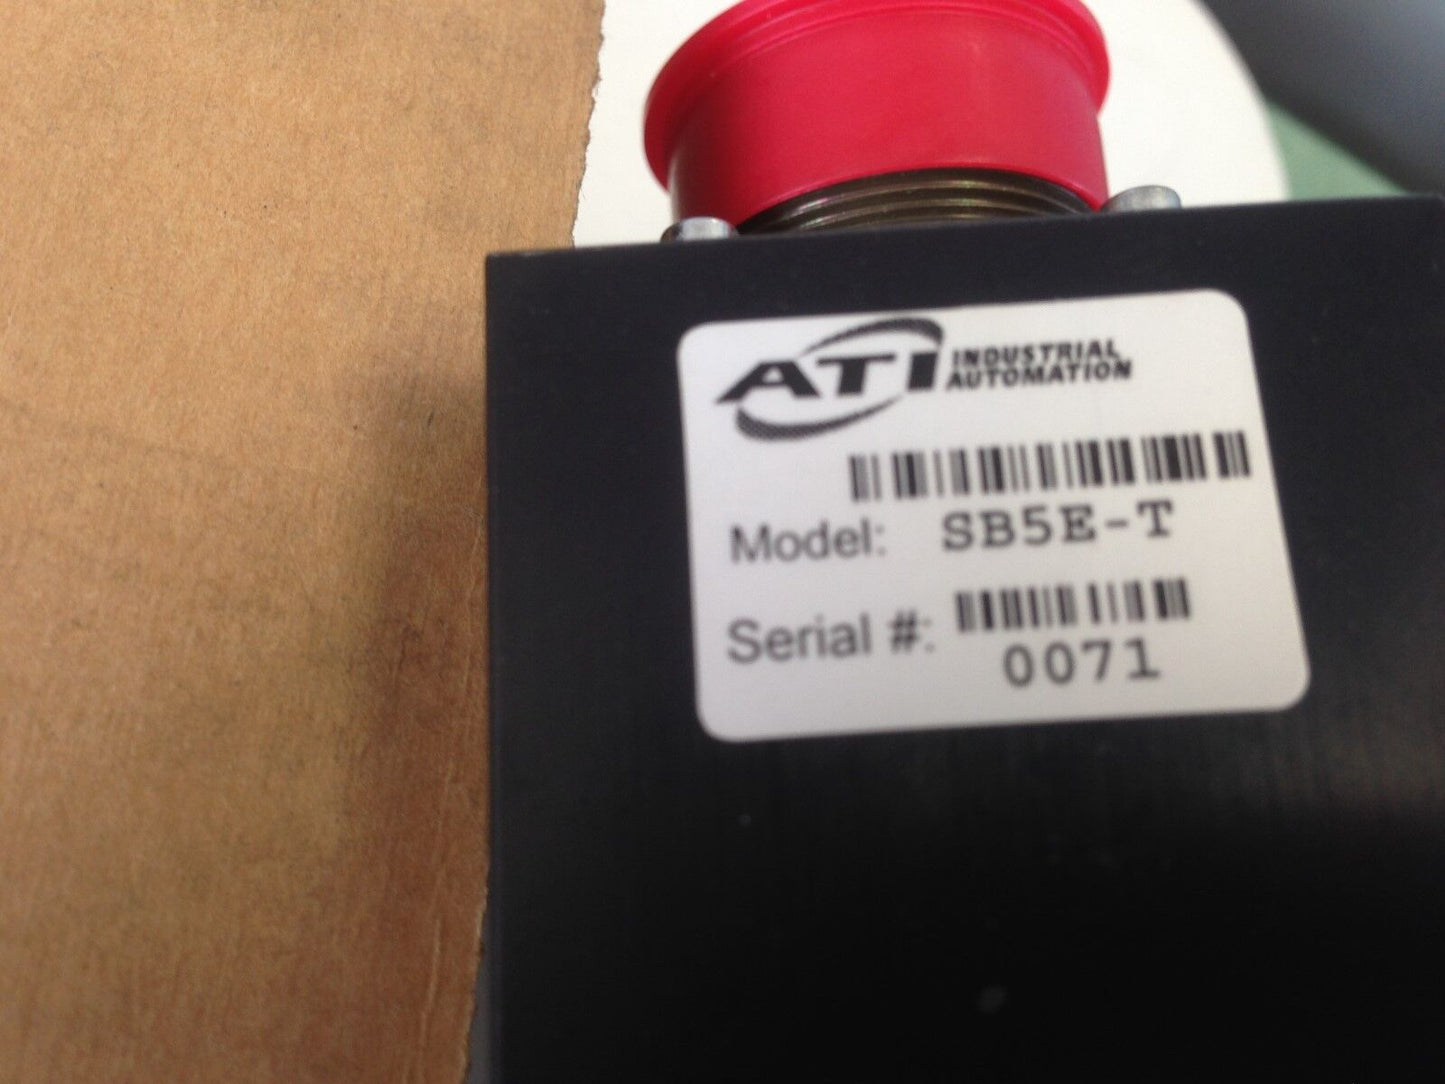 ATI INDUSTRIAL
AUTOMATION
Model: SB5E-T
Serial #:
0071